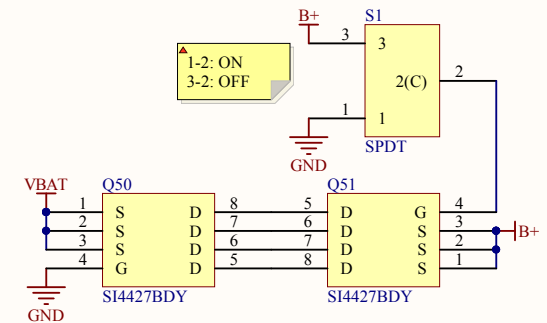 B+
S1
3
3
1-2: ON
3-2: OFF
2(C)
2
1
1
GND
SPDT
VBAT
Q50
Q51
1
S
D
8
5
D
G
4
2
S
D
7
6
D
S
3
B+
3
S
D
6
7
D
S
2
4
G
D
5
8
D
S
1
SI4427BDY
SI4427BDY
GND